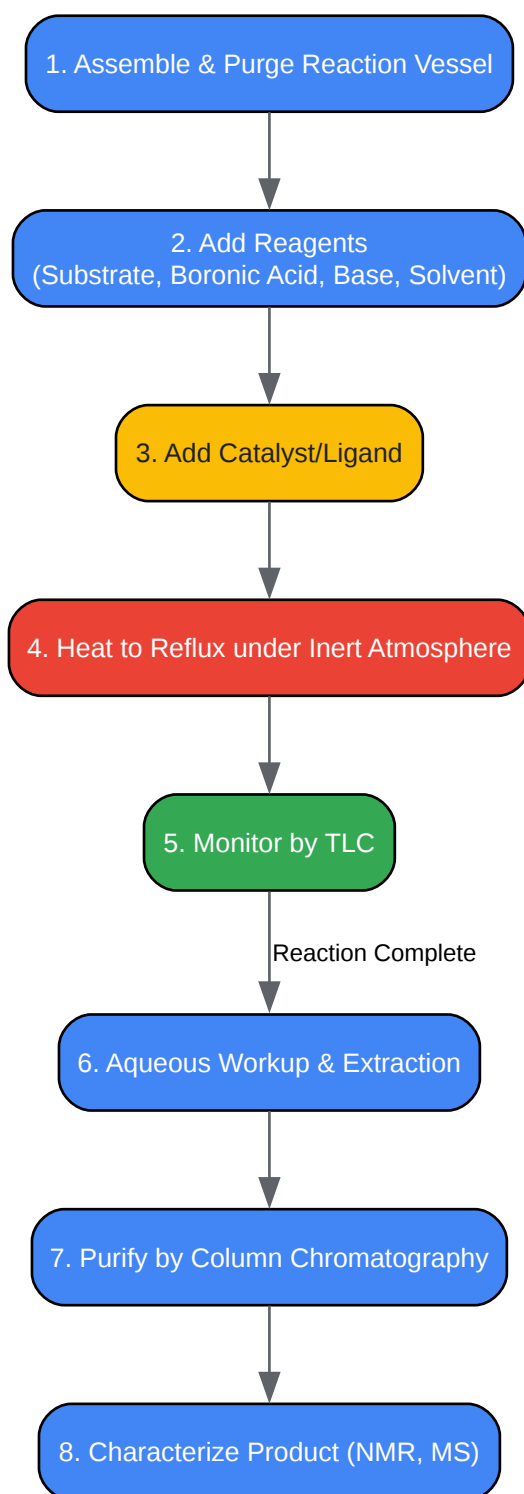 1. Assemble & Purge Reaction Vessel
2. Add Reagents
(Substrate, Boronic Acid, Base, Solvent)
3. Add Catalyst/Ligand
4. Heat to Reflux under Inert Atmosphere
5. Monitor by TLC
Reaction Complete
6. Aqueous Workup & Extraction
7. Purify by Column Chromatography
8. Characterize Product (NMR, MS)